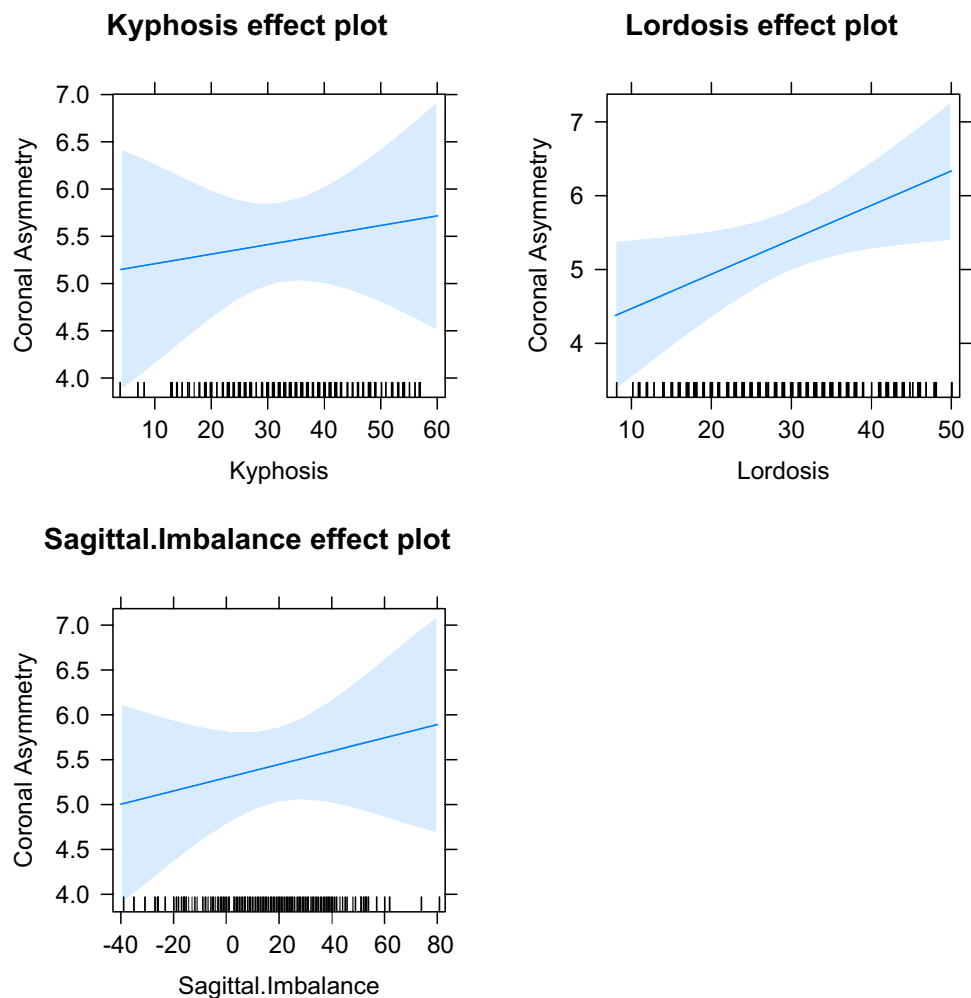 Kyphosis effect plot
Coronal Asymmetry
7.0
6.5
6.0
5.5
5.0
4.5
4.0
10 20 30 40 50 60
Kyphosis
Lordosis effect plot
Coronal Asymmetry
7
6
5
4
10 20 30 40 50
Lordosis
Sagittal.Imbalance effect plot
Coronal Asymmetry
7.0
6.5
6.0
5.5
5.0
4.5
4.0
-40 -20 0 20 40 60 80
Sagittal.Imbalance